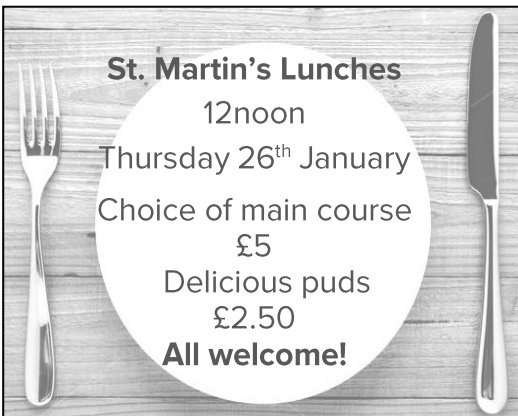 St. Martin’s Lunches
12noon
Thursday 26th January
Choice of main course
£5
Delicious puds
£2.50
All welcome!